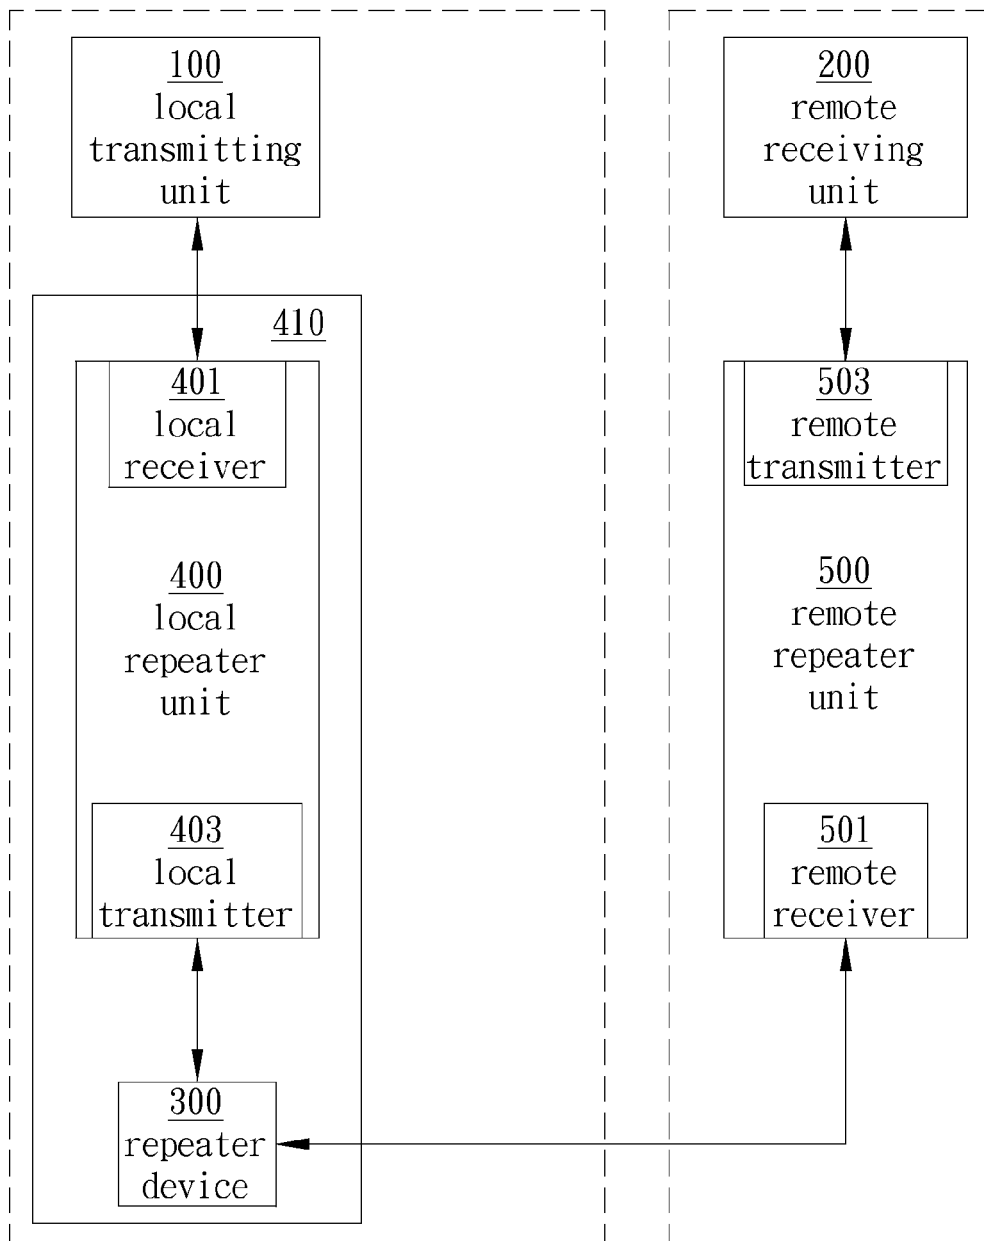 100
local
transmitting
unit
200
remote
receiving
unit
410
401
local
receiver
503
remote
transmitter
400
local
repeater
unit
500
remote
repeater
unit
403
local
transmitter
501
remote
receiver
300
repeater
device